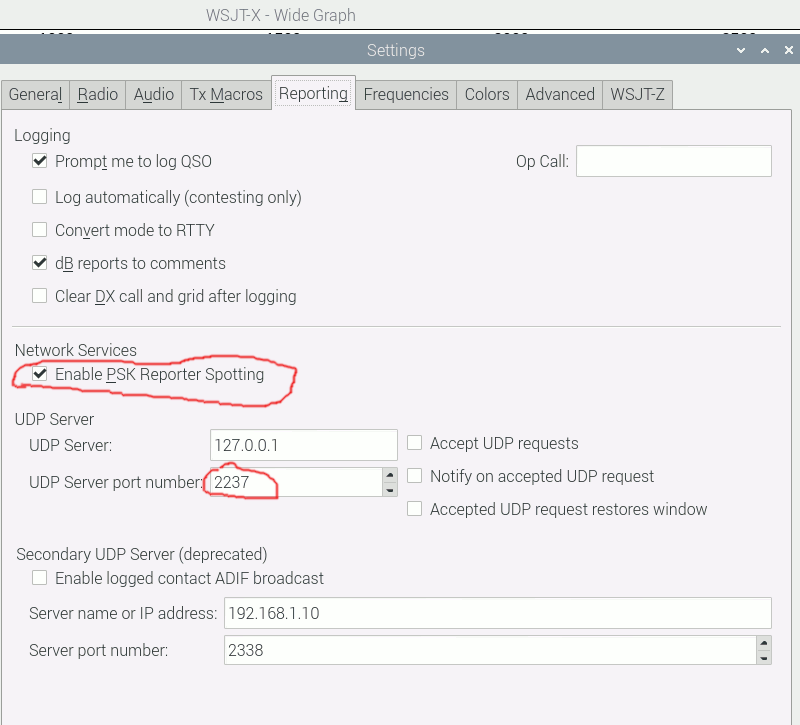 WSJT-X - Wide Graph
Settings
General Radio Audio Tx Macros Reporting Frequencies Colors Advanced WSJT-Z
Logging
Prompt me to log QSO Op Call:
Log automatically (contesting only)
Convert mode to RTTY
dB reports to comments
Clear DX call and grid after logging
Network Services
Enable PSK Reporter Spotting
UDP Server
UDP Server: 127.0.0.1 Accept UDP requests
UDP Server port number: 2237 Notify on accepted UDP request
Accepted UDP request restores window
Secondary UDP Server (deprecated)
Enable logged contact ADIF broadcast
Server name or IP address: 192.168.1.10
Server port number: 2338